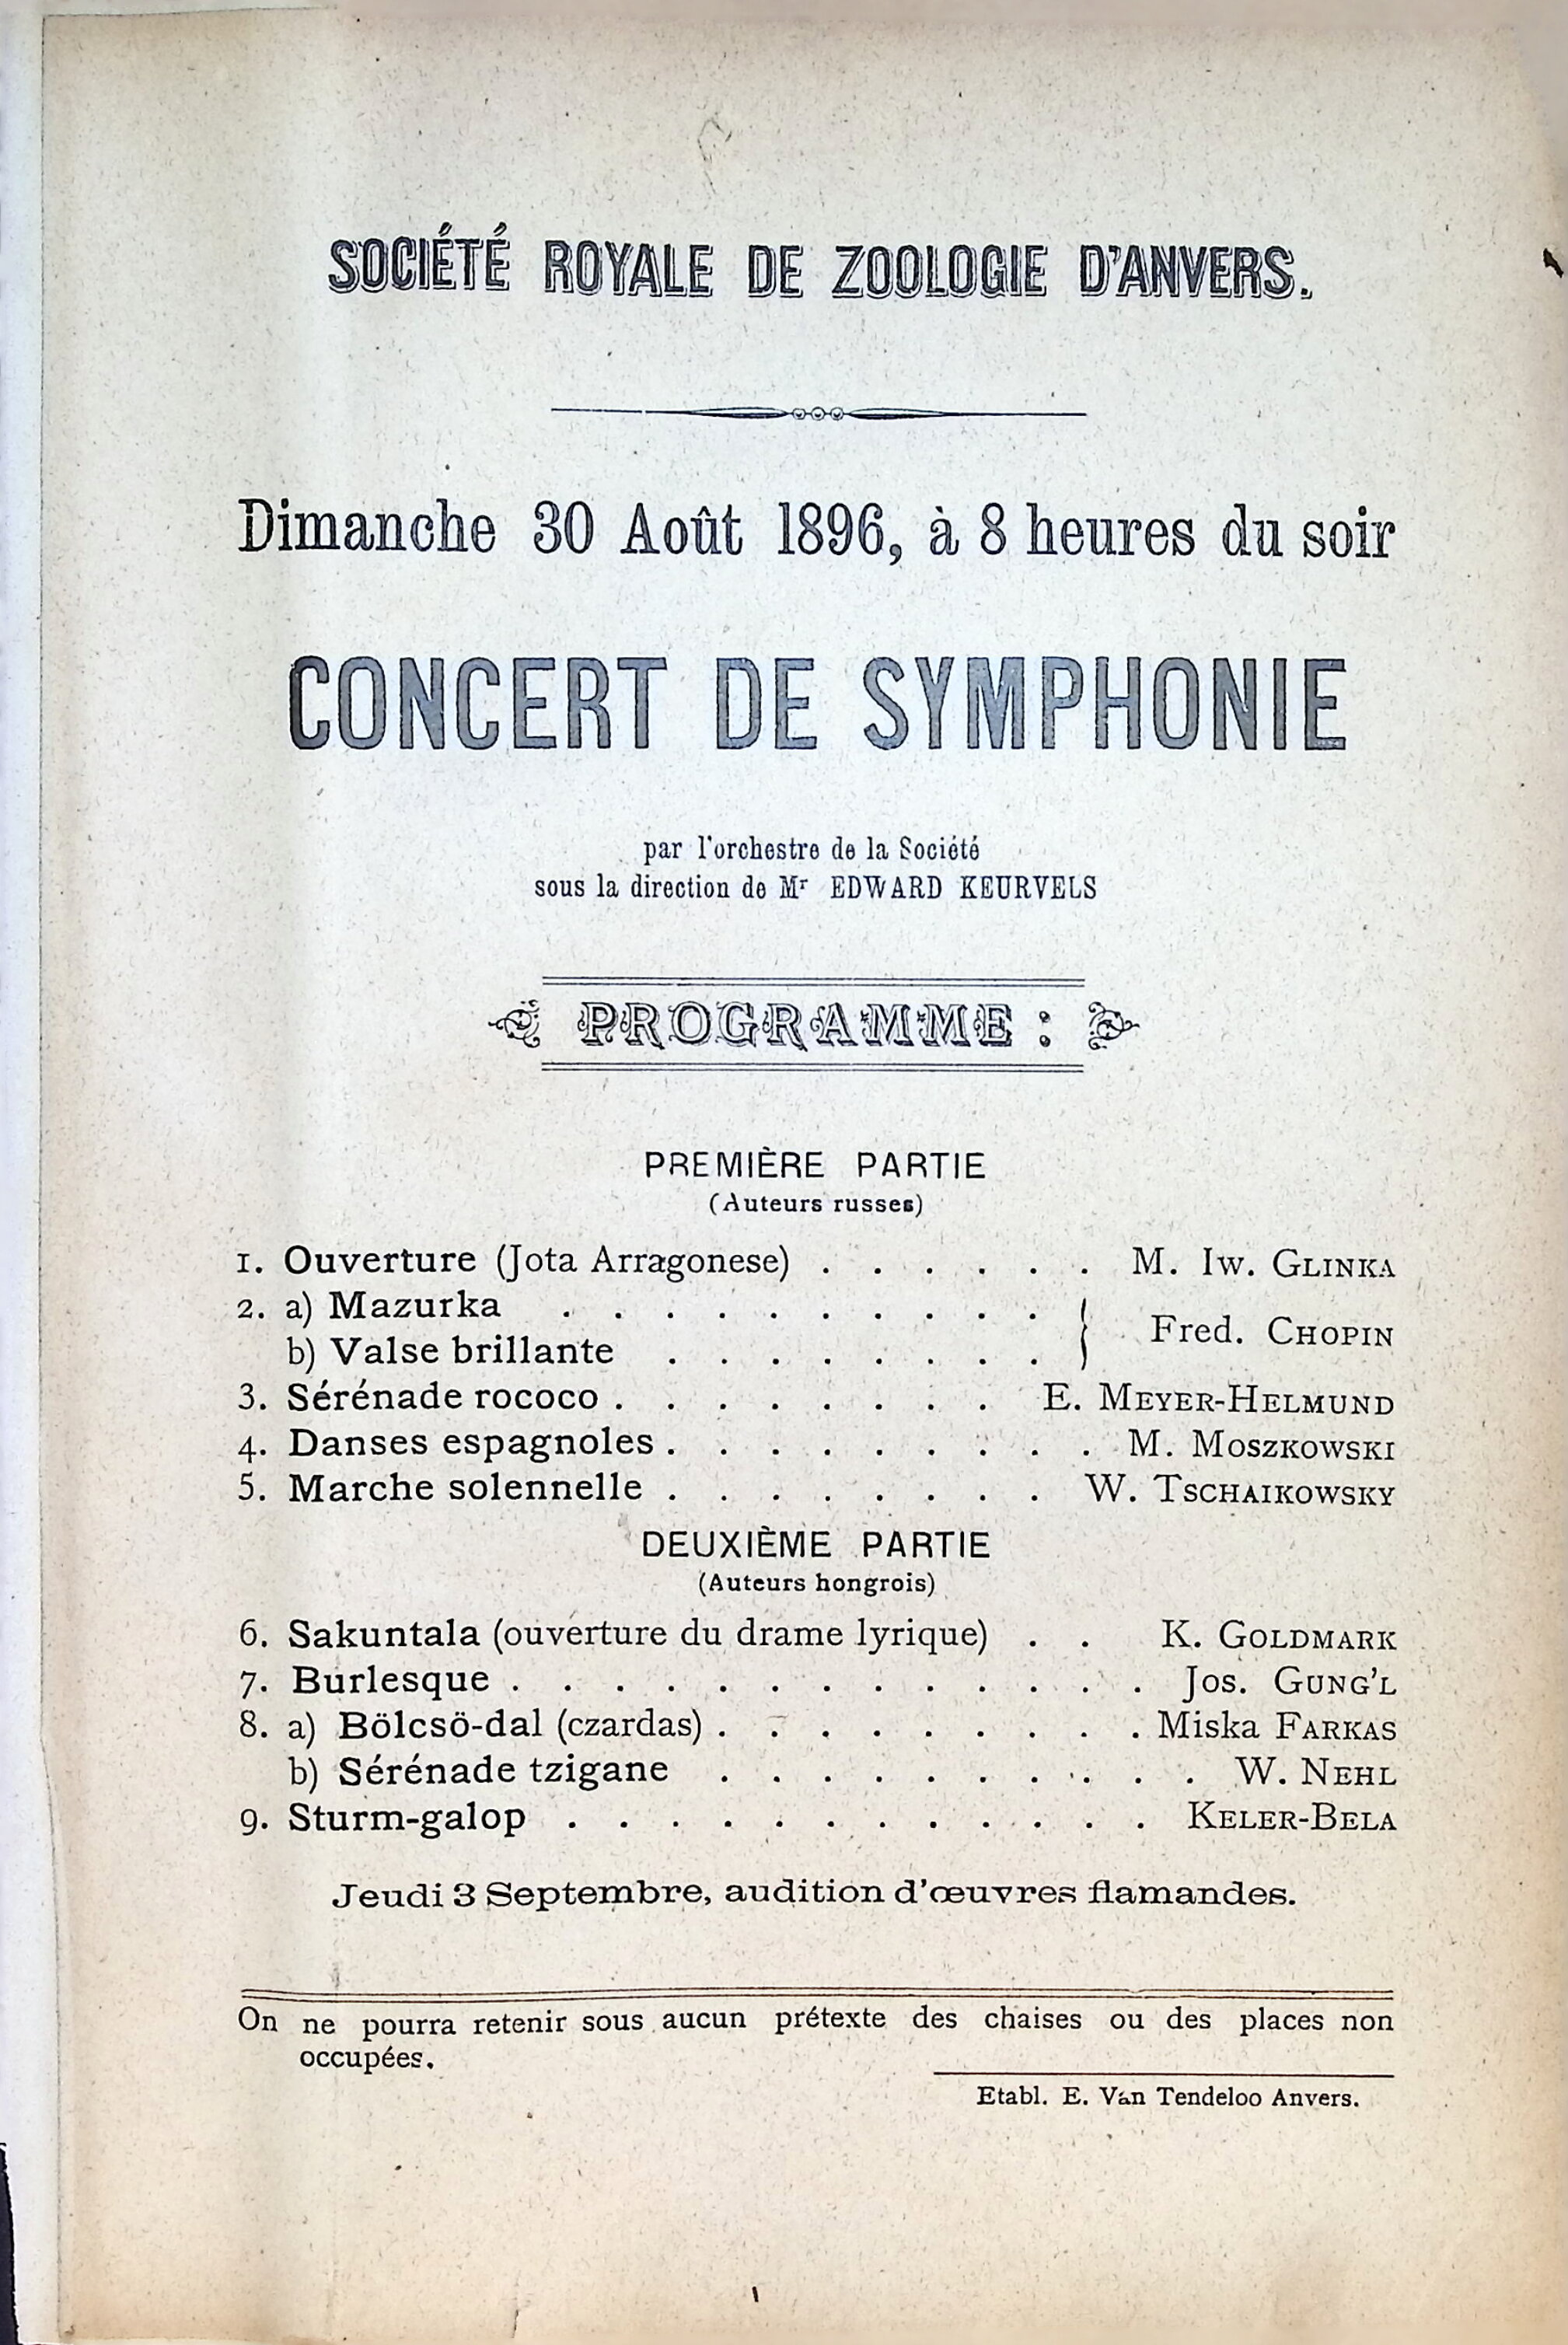 SOCIÉTÉ ROYALE DE ZOOLOGIE D'ANVERS.
Dimanche 30 Août 1896, à 8 heures du soir
CONCERT DE SYMPHONIE
par l'orchestre de la Société
sous la direction de Mr EDWARD KEURVELS
PROGRAMME :
PREMIÈRE PARTIE
(Auteurs russes)
1. Ouverture (Jota Arragonese) . . . . . . M. Iw. GLINKA
2. a) Mazurka . . . . . . . . . .
b) Valse brillante . . . . . . . . } Fred. CHOPIN
3. Sérénade rococo . . . . . . . . E. MEYER-HELMUND
4. Danses espagnoles . . . . . . . . . M. MOSZKOWSKI
5. Marche solennelle . . . . . . . . W. TSCHAIKOWSKY
DEUXIÈME PARTIE
(Auteurs hongrois)
6. Sakuntala (ouverture du drame lyrique) . . K. GOLDMARK
7. Burlesque . . . . . . . . . . . . . Jos. GUNG'L
8. a) Bölcsö-dal (czardas) . . . . . . . . . Miska FARKAS
b) Sérénade tzigane . . . . . . . . . . W. NEHL
9. Sturm-galop . . . . . . . . . . . . KELER-BELA
Jeudi 3 Septembre, audition d'œuvres flamandes.
On ne pourra retenir sous aucun prétexte des chaises ou des places non
occupées.
Etabl. E. Van Tendeloo Anvers.